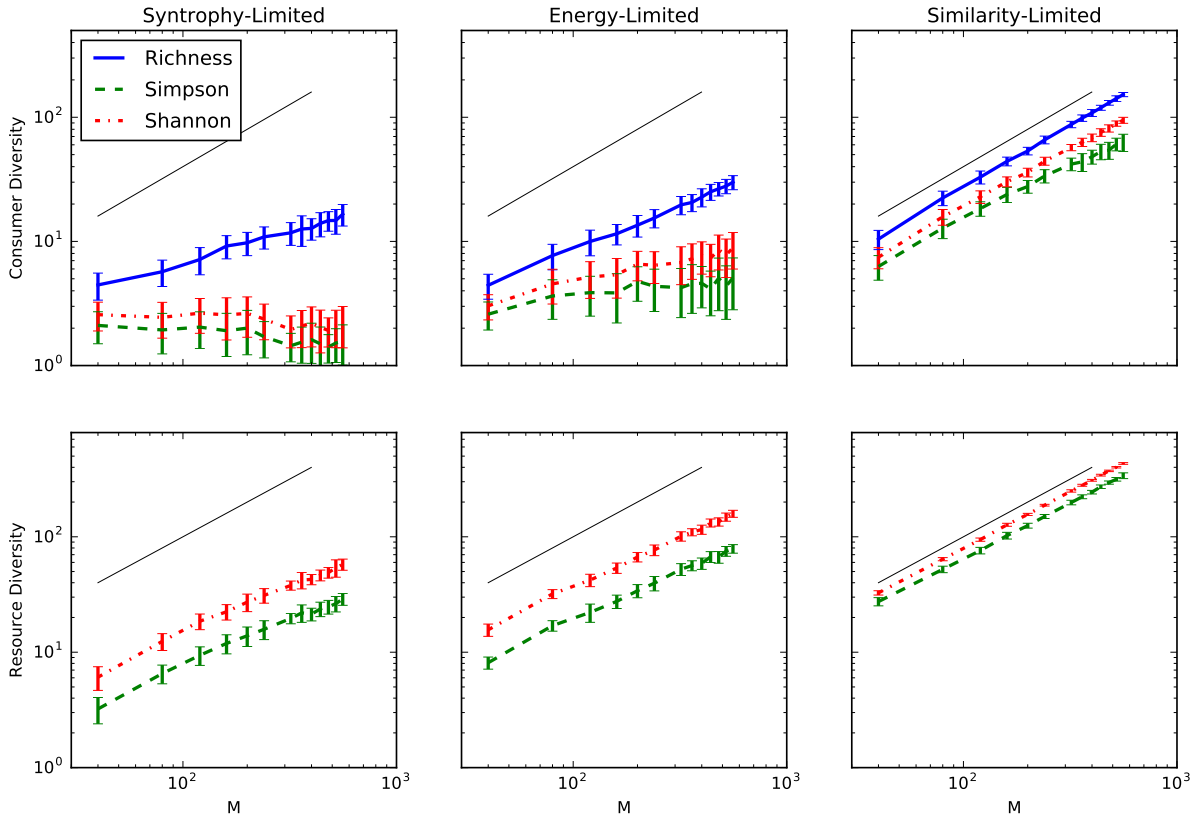 Syntrophy-Limited
Energy-Limited
Similarity-Limited
Richness
Simpson
Shannon
Consumer Diversity
10^2
10^1
10^0
Resource Diversity
10^2
10^1
10^0
10^2
10^3
10^2
10^3
10^2
10^3
M
M
M